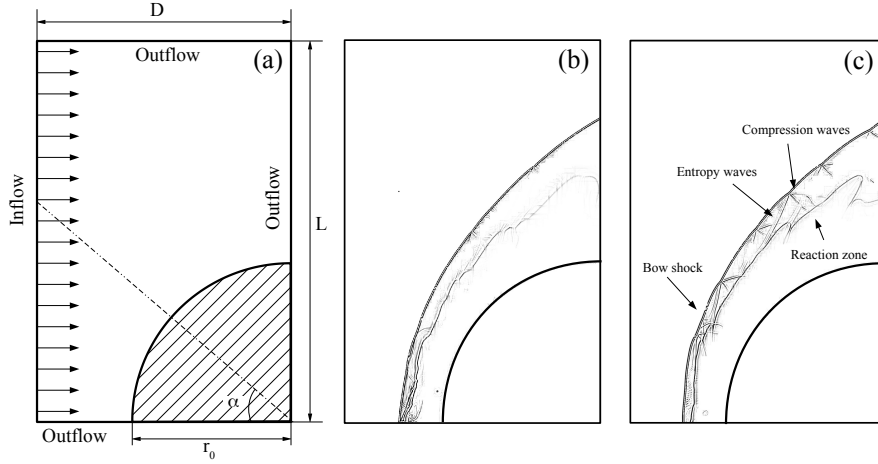 D
Outflow
(a)
Inflow
Outflow
L
α
Outflow
r0
(b)
(c)
Compression waves
Entropy waves
Reaction zone
Bow shock